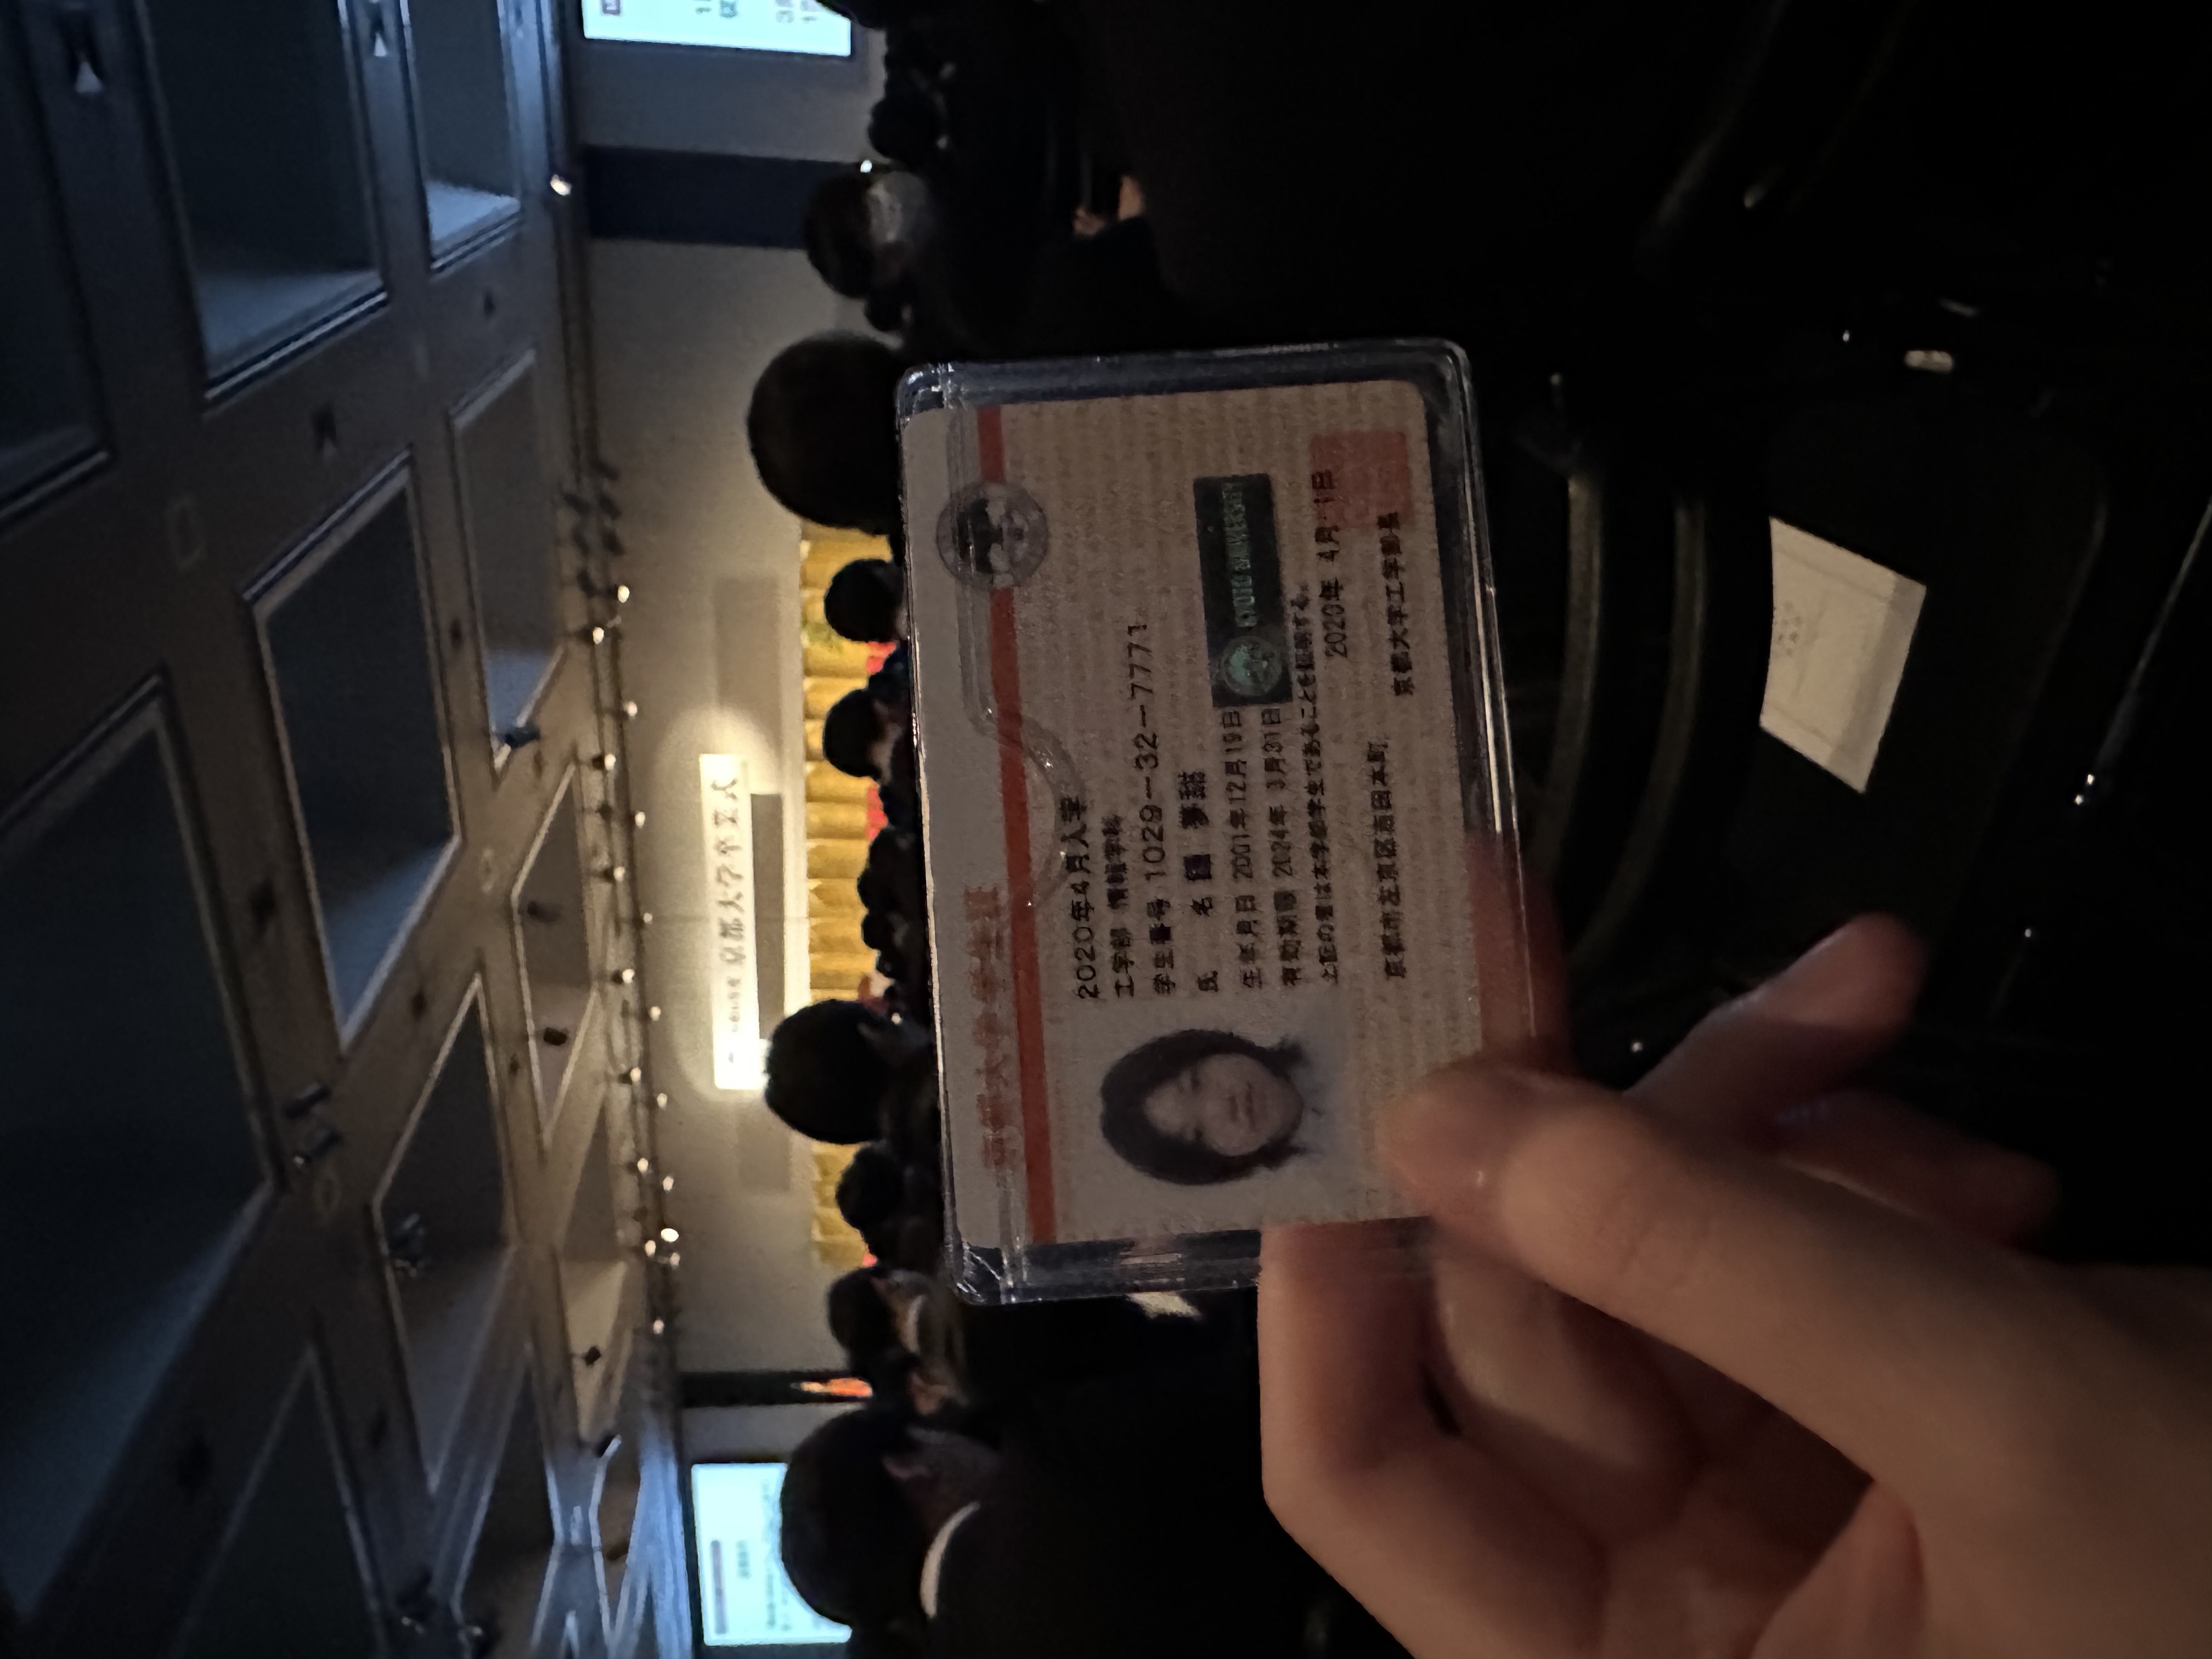 京都大学卒業式
京都大学学生証
2020年4月入学
工学部 情報学科
学生番号 1029-32-7771
氏 名
生年月日 2001年12月19日
有効期限 2024年 3月31日
KYOTO UNIVERSITY
上記の者は本学部学生であることを証明する。
2020年 4月 1日
京都市左京区吉田本町
京都大学工学部長